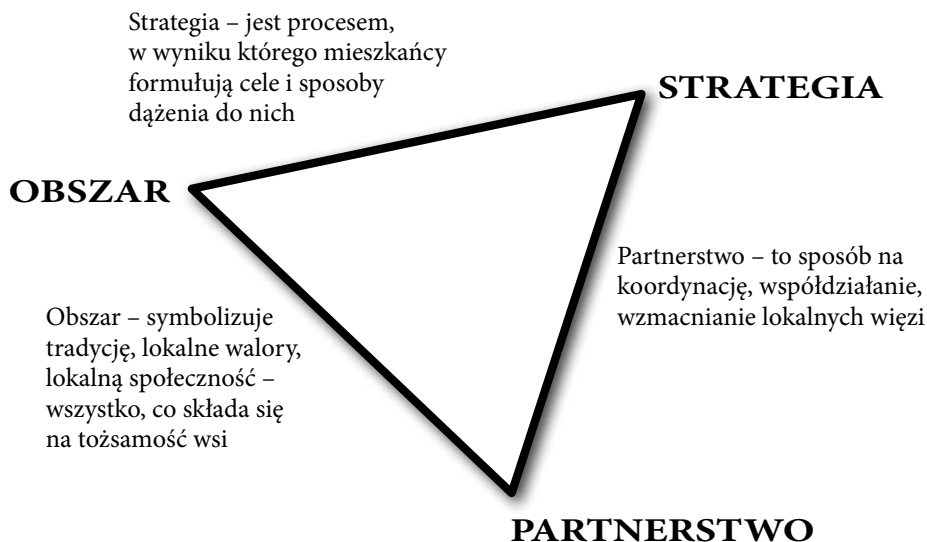 Strategia – jest procesem,
w wyniku którego mieszkańcy
formułują cele i sposoby
dążenia do nich
STRATEGIA
OBSZAR
Partnerstwo – to sposób na
koordynację, współdziałanie,
wzmacnianie lokalnych więzi
Obszar – symbolizuje
tradycję, lokalne walory,
lokalną społeczność –
wszystko, co składa się
na tożsamość wsi
PARTNERSTWO